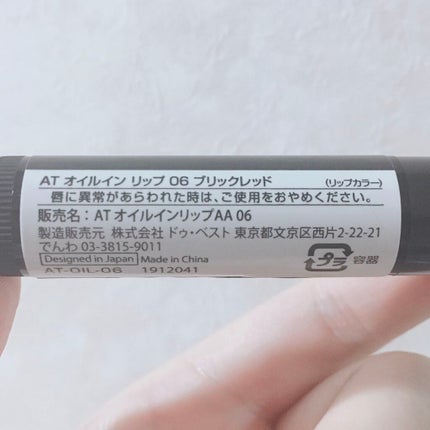 AT オイルイン リップ 06 ブリックレッド (リップカラー)
唇に異常があらわれた時は、ご使用をおやめください。
販売名：AT オイルインリップAA 06
製造販売元 株式会社 ドゥ・ベスト 東京都文京区西片2-22-21
でんわ 03-3815-9011
Designed in Japan Made in China
AT-OIL-06 1912041
プラ 容器